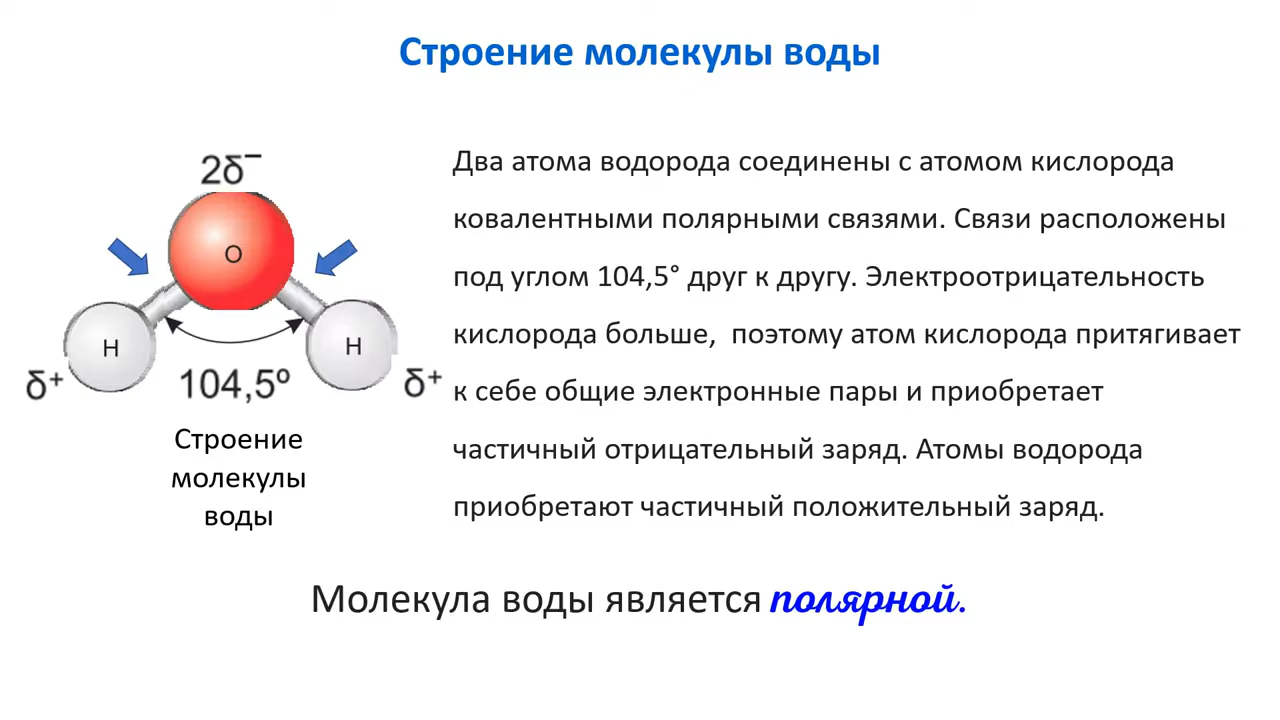 Строение молекулы воды
2δ⁻
O
H
H
δ⁺
104,5º
δ⁺
Строение
молекулы
воды
Два атома водорода соединены с атомом кислорода
ковалентными полярными связями. Связи расположены
под углом 104,5° друг к другу. Электроотрицательность
кислорода больше, поэтому атом кислорода притягивает
к себе общие электронные пары и приобретает
частичный отрицательный заряд. Атомы водорода
приобретают частичный положительный заряд.
Молекула воды является полярной.